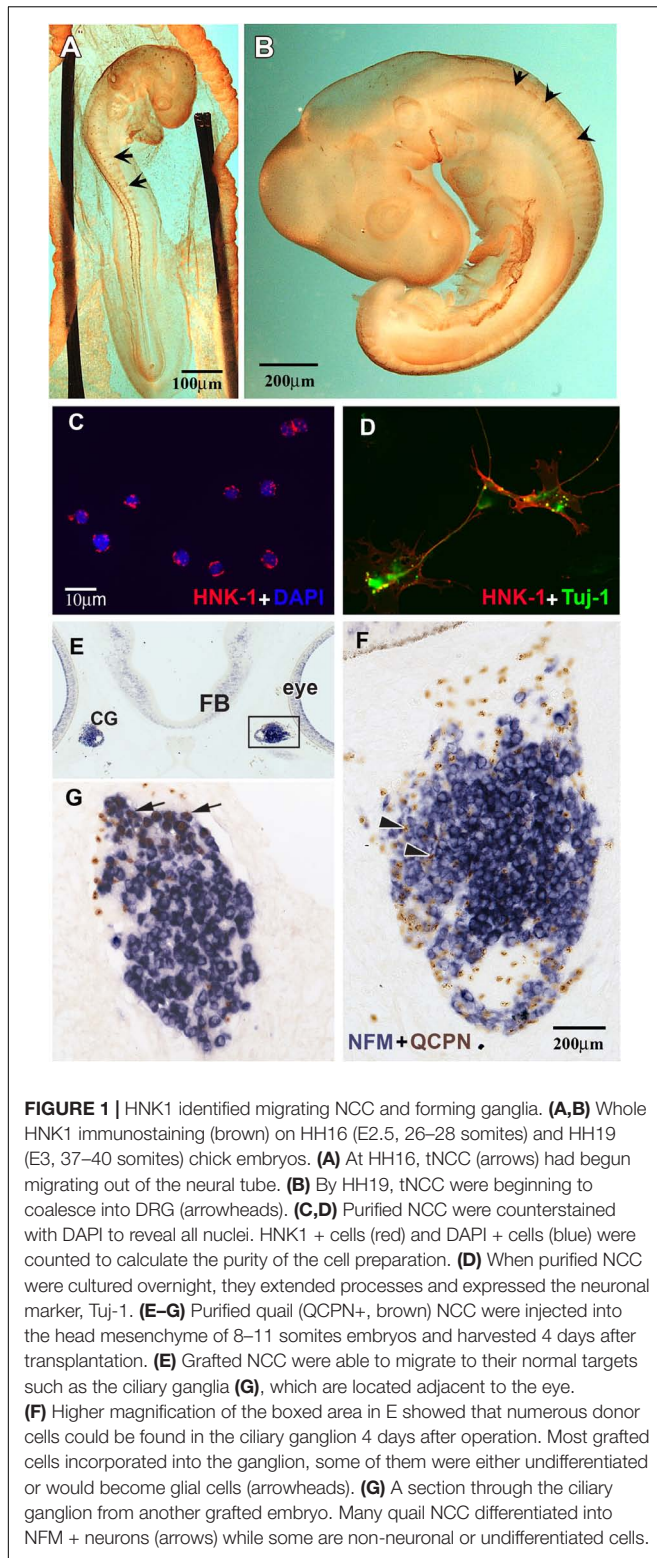 A
B
100µm
200µm
C
D
10µm
HNK-1+DAPI
HNK-1+Tuj-1
E
F
FB
eye
CG
G
NFM+QCPN
200µm
FIGURE 1 | HNK1 identified migrating NCC and forming ganglia. (A,B) Whole
HNK1 immunostaining (brown) on HH16 (E2.5, 26–28 somites) and HH19
(E3, 37–40 somites) chick embryos. (A) At HH16, tNCC (arrows) had begun
migrating out of the neural tube. (B) By HH19, tNCC were beginning to
coalesce into DRG (arrowheads). (C,D) Purified NCC were counterstained
with DAPI to reveal all nuclei. HNK1 + cells (red) and DAPI + cells (blue) were
counted to calculate the purity of the cell preparation. (D) When purified NCC
were cultured overnight, they extended processes and expressed the neuronal
marker, Tuj-1. (E–G) Purified quail (QCPN+, brown) NCC were injected into
the head mesenchyme of 8–11 somites embryos and harvested 4 days after
transplantation. (E) Grafted NCC were able to migrate to their normal targets
such as the ciliary ganglia (G), which are located adjacent to the eye.
(F) Higher magnification of the boxed area in E showed that numerous donor
cells could be found in the ciliary ganglion 4 days after operation. Most grafted
cells incorporated into the ganglion, some of them were either undifferentiated
or would become glial cells (arrowheads). (G) A section through the ciliary
ganglion from another grafted embryo. Many quail NCC differentiated into
NFM + neurons (arrows) while some are non-neuronal or undifferentiated cells.